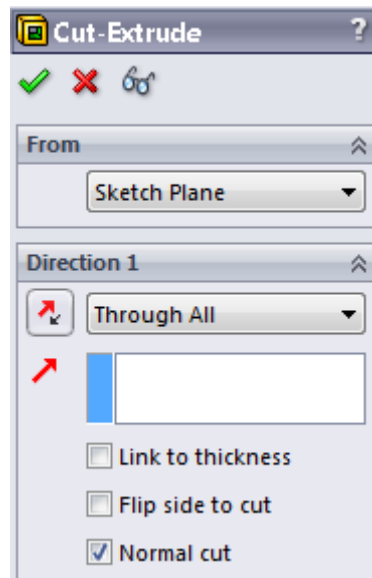 Cut-Extrude ?
From
Sketch Plane
Direction 1
Through All
Link to thickness
Flip side to cut
Normal cut